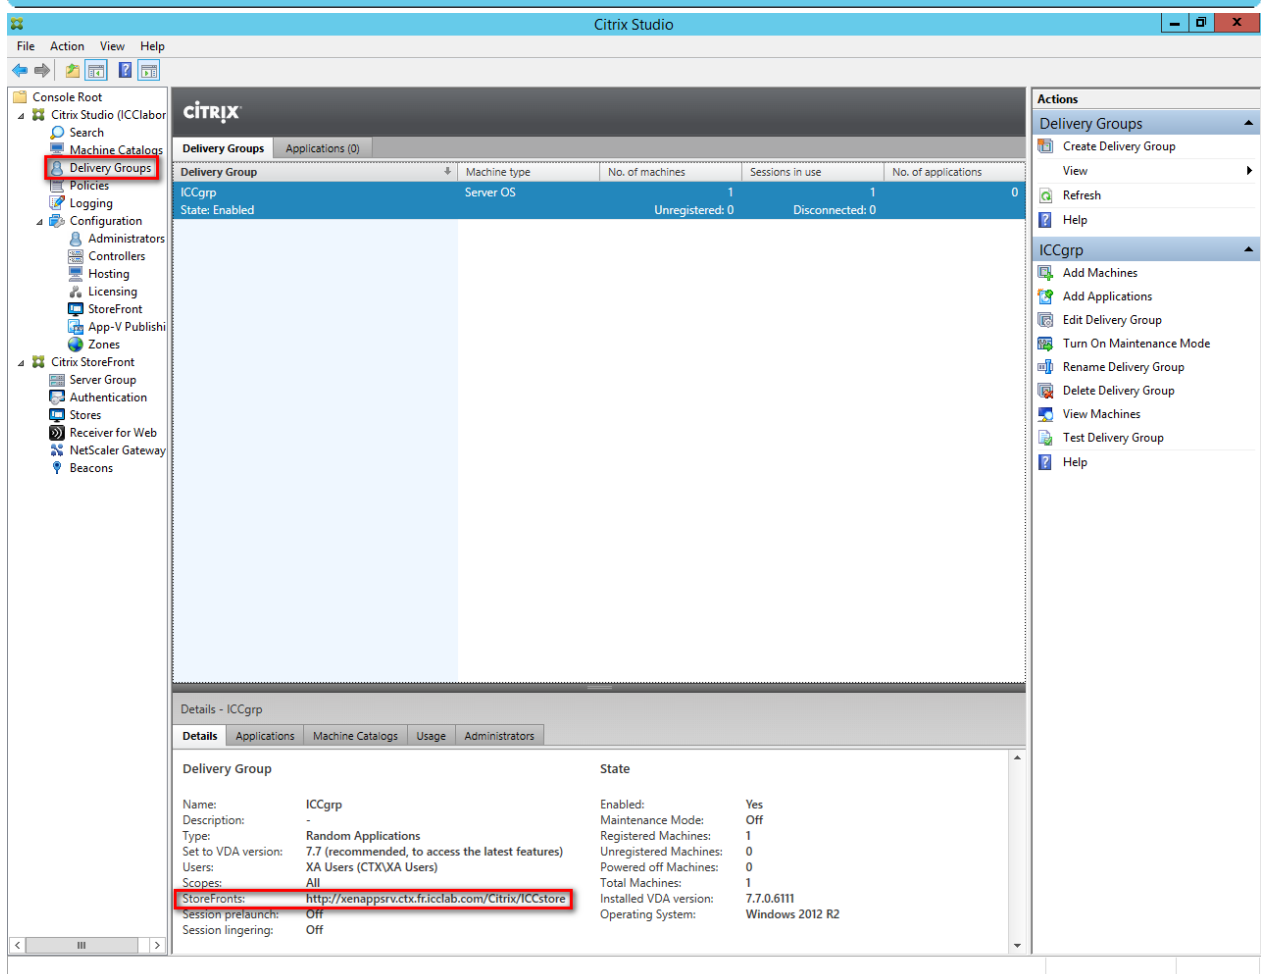 Citrix Studio
File Action View Help
Console Root
Citrix Studio (ICClabor
Search
Machine Catalogs
Delivery Groups
Policies
Logging
Configuration
Administrators
Controllers
Hosting
Licensing
StoreFront
App-V Publishi
Zones
Citrix StoreFront
Server Group
Authentication
Stores
Receiver for Web
NetScaler Gateway
Beacons
CITRIX
Delivery Groups Applications (0)
Delivery Group Machine type No. of machines Sessions in use No. of applications
ICCgrp Server OS 1 1 0
State: Enabled Unregistered: 0 Disconnected: 0
Details - ICCgrp
Details Applications Machine Catalogs Usage Administrators
Delivery Group
Name: ICCgrp
Description: -
Type: Random Applications
Set to VDA version: 7.7 (recommended, to access the latest features)
Users: XA Users (CTX\XA Users)
Scopes: All
StoreFronts: http://xenappsrv.ctx.fr.icclab.com/Citrix/ICCstore
Session prelaunch: Off
Session lingering: Off
State
Enabled: Yes
Maintenance Mode: Off
Registered Machines: 1
Unregistered Machines: 0
Powered off Machines: 0
Total Machines: 1
Installed VDA version: 7.7.0.6111
Operating System: Windows 2012 R2
Actions
Delivery Groups
Create Delivery Group
View
Refresh
Help
ICCgrp
Add Machines
Add Applications
Edit Delivery Group
Turn On Maintenance Mode
Rename Delivery Group
Delete Delivery Group
View Machines
Test Delivery Group
Help